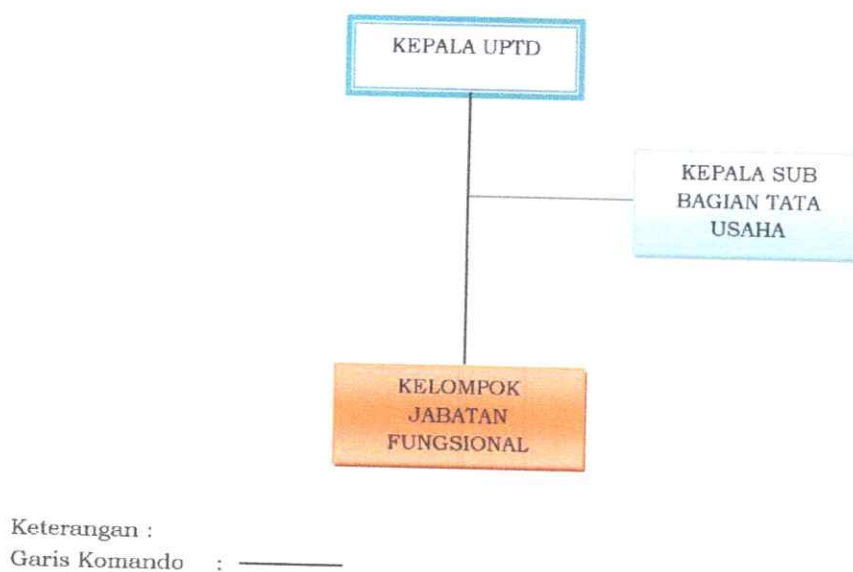 KEPALA UPTD
KEPALA SUB
BAGIAN TATA
USAHA
KELOMPOK
JABATAN
FUNGSIONAL
Keterangan :
Garis Komando :